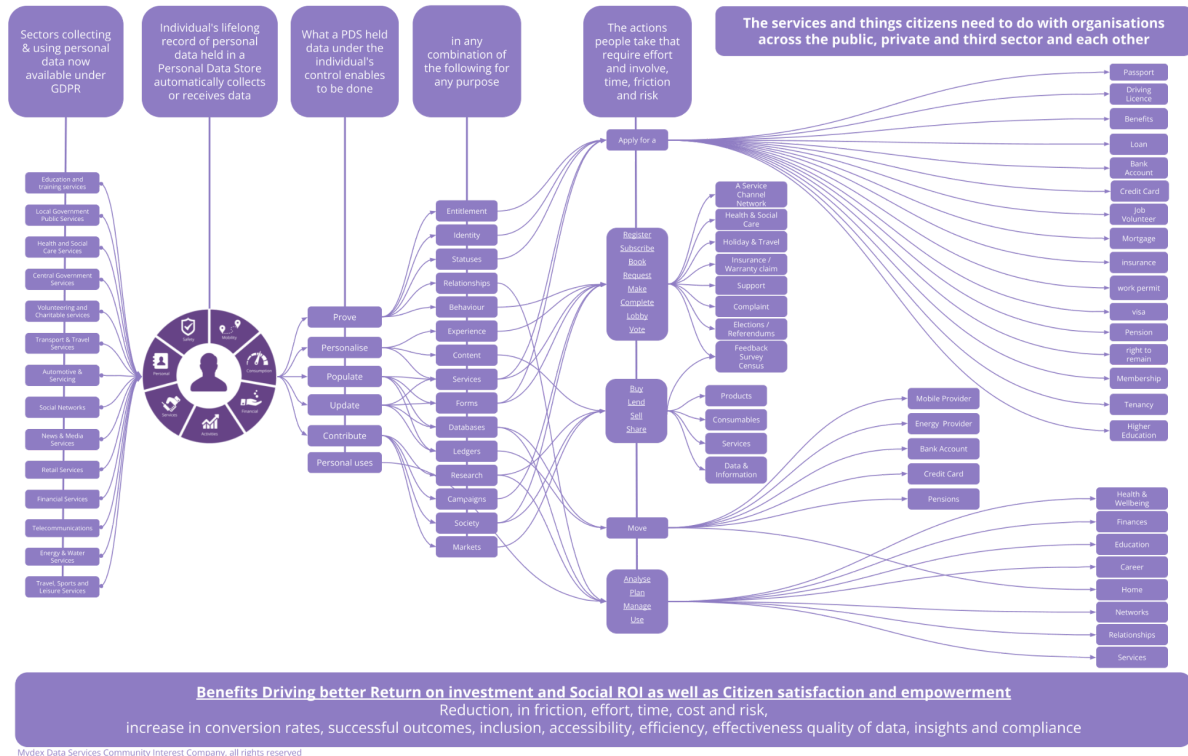 Sectors collecting
& using personal
data now
available under
GDPR
Individual's lifelong
record of personal
data held in a
Personal Data Store
automatically collects
or receives data
What a PDS held
data under the
individual's
control enables
to be done
in any
combination of
the following for
any purpose
The actions
people take that
require effort
and involve,
time, friction
and risk
The services and things citizens need to do with organisations
across the public, private and third sector and each other
Education and
training services
Local Government
Public Services
Health and Social
Care Services
Central Government
Services
Volunteering and
Charitable services
Transport & Travel
Services
Automotive &
Servicing
Social Networks
News & Media
Services
Retail Services
Financial Services
Telecommunications
Energy & Water
Services
Travel, Sports and
Leisure Services
Safety
Mobility
Personal
Consumption
Services
Financial
Activities
Prove
Personalise
Populate
Update
Contribute
Personal uses
Entitlement
Identity
Statuses
Relationships
Behaviour
Experience
Content
Services
Forms
Databases
Ledgers
Research
Campaigns
Society
Markets
Apply for a
Register
Subscribe
Book
Request
Make
Complete
Lobby
Vote
Buy
Lend
Sell
Share
Move
Analyse
Plan
Manage
Use
A Service
Channel
Network
Health & Social
Care
Holiday & Travel
Insurance /
Warranty claim
Support
Complaint
Elections /
Referendums
Feedback
Survey
Census
Products
Consumables
Services
Data &
Information
Mobile Provider
Energy Provider
Bank Account
Credit Card
Pensions
Passport
Driving
Licence
Benefits
Loan
Bank
Account
Credit Card
Job
Volunteer
Mortgage
insurance
work permit
visa
Pension
right to
remain
Membership
Tenancy
Higher
Education
Health &
Wellbeing
Finances
Education
Career
Home
Networks
Relationships
Services
Benefits Driving better Return on investment and Social ROI as well as Citizen satisfaction and empowerment
Reduction, in friction, effort, time, cost and risk,
increase in conversion rates, successful outcomes, inclusion, accessibility, efficiency, effectiveness quality of data, insights and compliance
Mydex Data Services Community Interest Company, all rights reserved